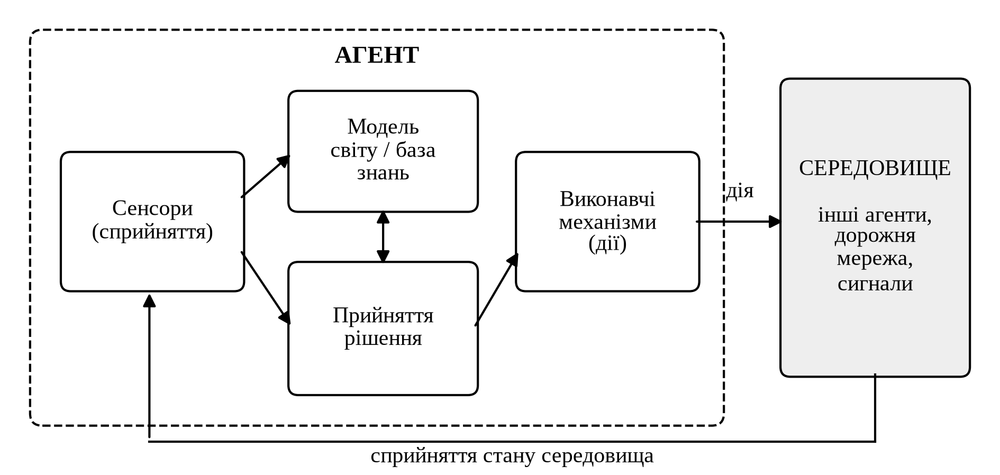 АГЕНТ
Модель
світу / база
знань
Сенсори
(сприйняття)
Прийняття
рішення
Виконавчі
механізми
(дії)
дія
СЕРЕДОВИЩЕ
інші агенти,
дорожня
мережа,
сигнали
сприйняття стану середовища